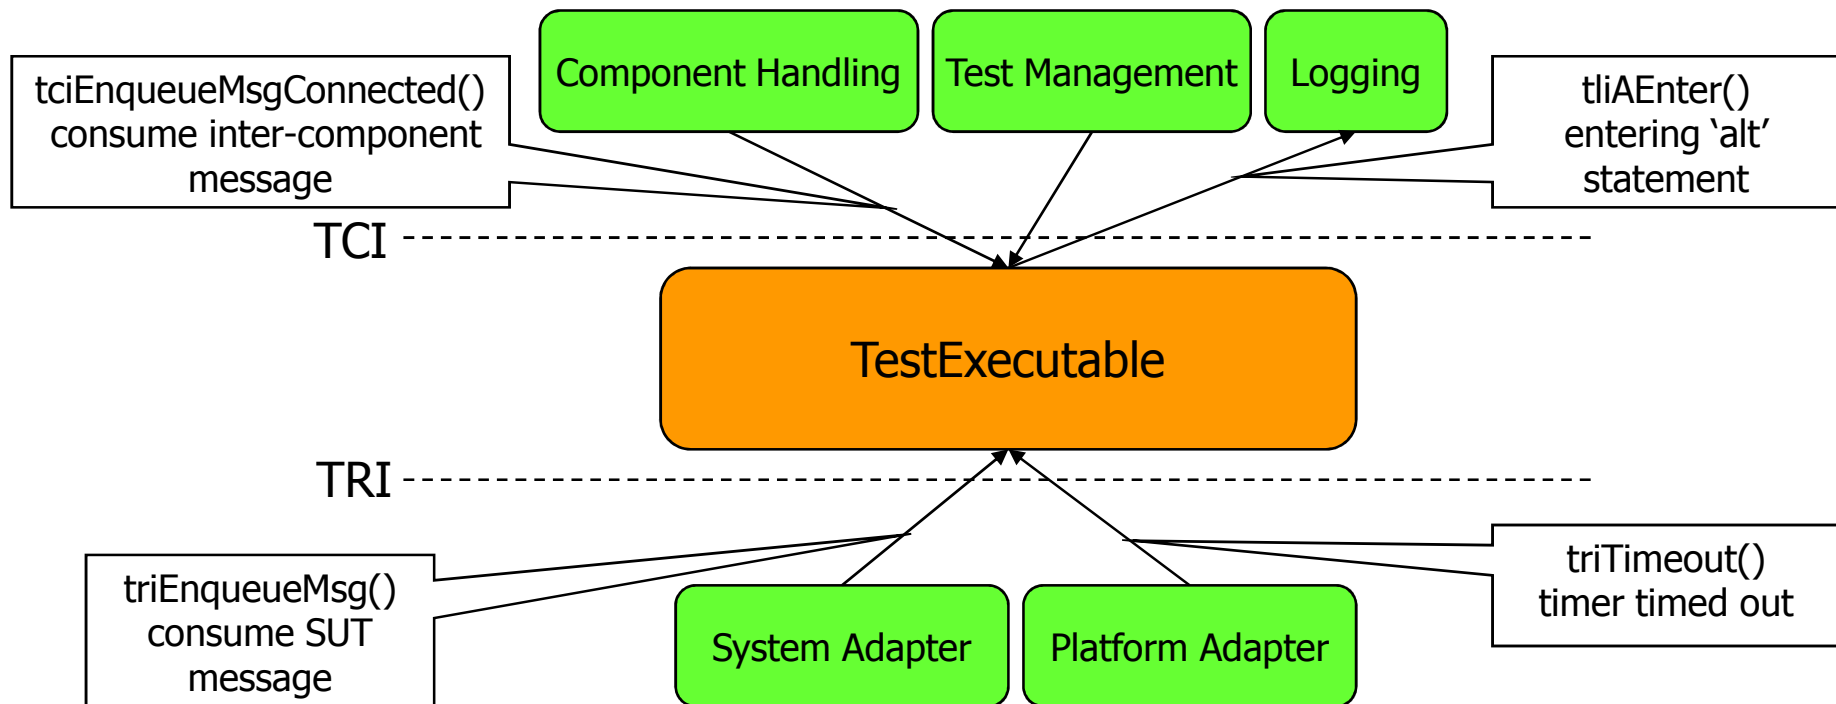 Component Handling
Test Management
Logging
tciEnqueueMsgConnected()
consume inter-component
message
tliAEnter()
entering ‘alt’
statement
TCI
TestExecutable
TRI
triEnqueueMsg()
consume SUT
message
System Adapter
Platform Adapter
triTimeout()
timer timed out